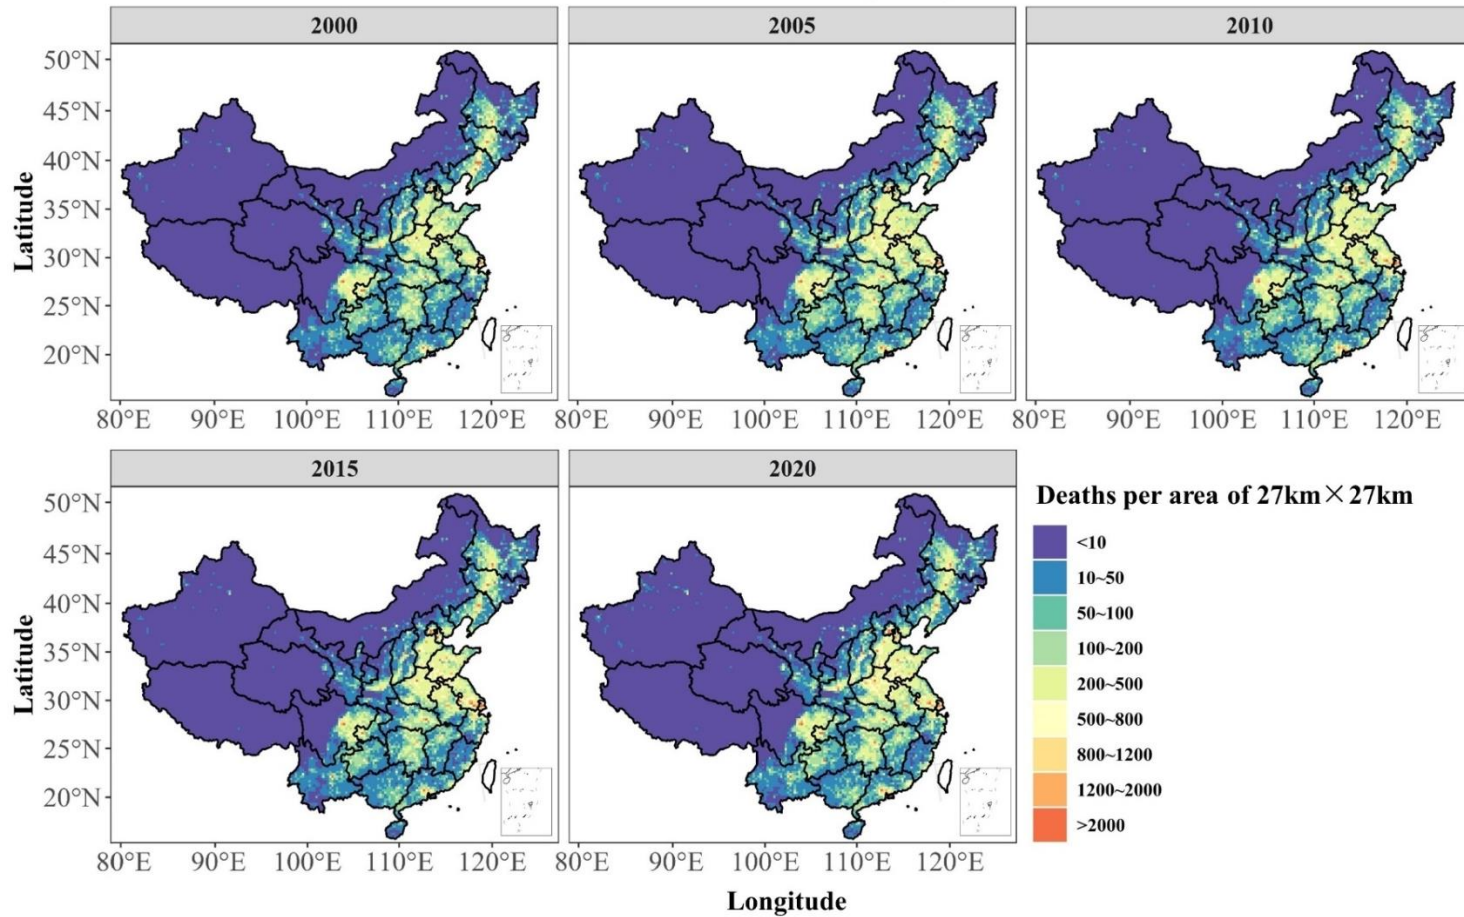 2000
2005
2010
50°N
45°N
40°N
35°N
30°N
25°N
20°N
Latitude
80°E 90°E 100°E 110°E 120°E
80°E 90°E 100°E 110°E 120°E
80°E 90°E 100°E 110°E 120°E
2015
2020
50°N
45°N
40°N
35°N
30°N
25°N
20°N
Latitude
80°E 90°E 100°E 110°E 120°E
80°E 90°E 100°E 110°E 120°E
Longitude
Deaths per area of 27km×27km
<10
10~50
50~100
100~200
200~500
500~800
800~1200
1200~2000
>2000